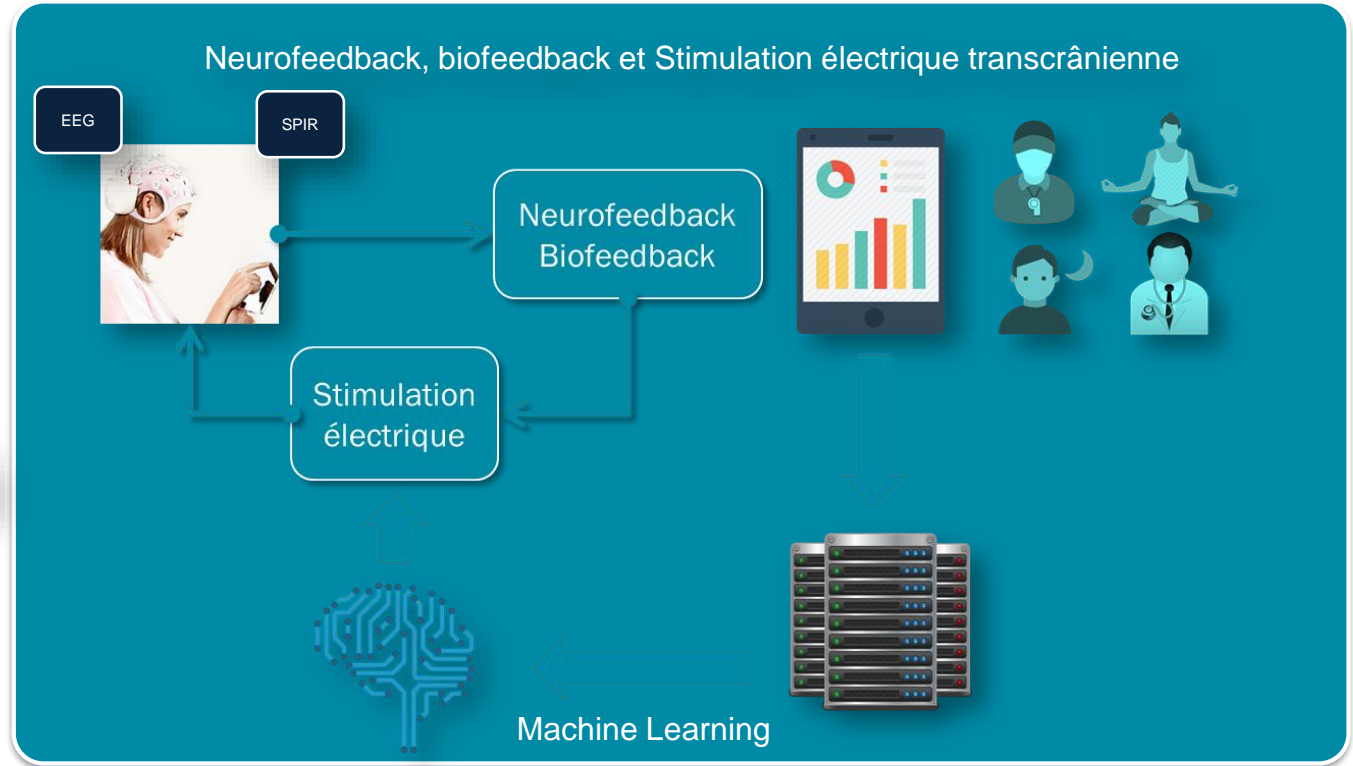 Neurofeedback, biofeedback et Stimulation électrique transcrânienne
EEG
SPIR
Neurofeedback
Biofeedback
Stimulation
électrique
Machine Learning